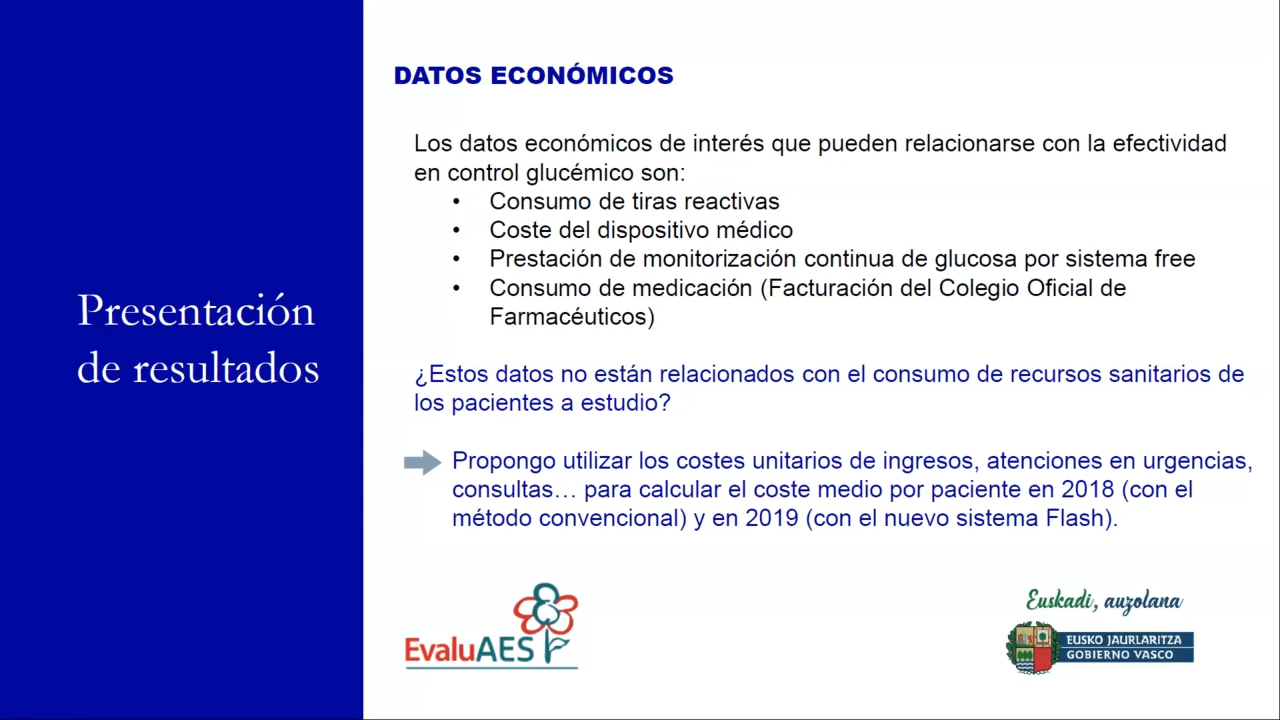 Presentación
de resultados
DATOS ECONÓMICOS
Los datos económicos de interés que pueden relacionarse con la efectividad
en control glucémico son:
• Consumo de tiras reactivas
• Coste del dispositivo médico
• Prestación de monitorización continua de glucosa por sistema free
• Consumo de medicación (Facturación del Colegio Oficial de
Farmacéuticos)
¿Estos datos no están relacionados con el consumo de recursos sanitarios de
los pacientes a estudio?
Propongo utilizar los costes unitarios de ingresos, atenciones en urgencias,
consultas… para calcular el coste medio por paciente en 2018 (con el
método convencional) y en 2019 (con el nuevo sistema Flash).
EvaluAES
Euskadi, auzolana
EUSKO JAURLARITZA
GOBIERNO VASCO